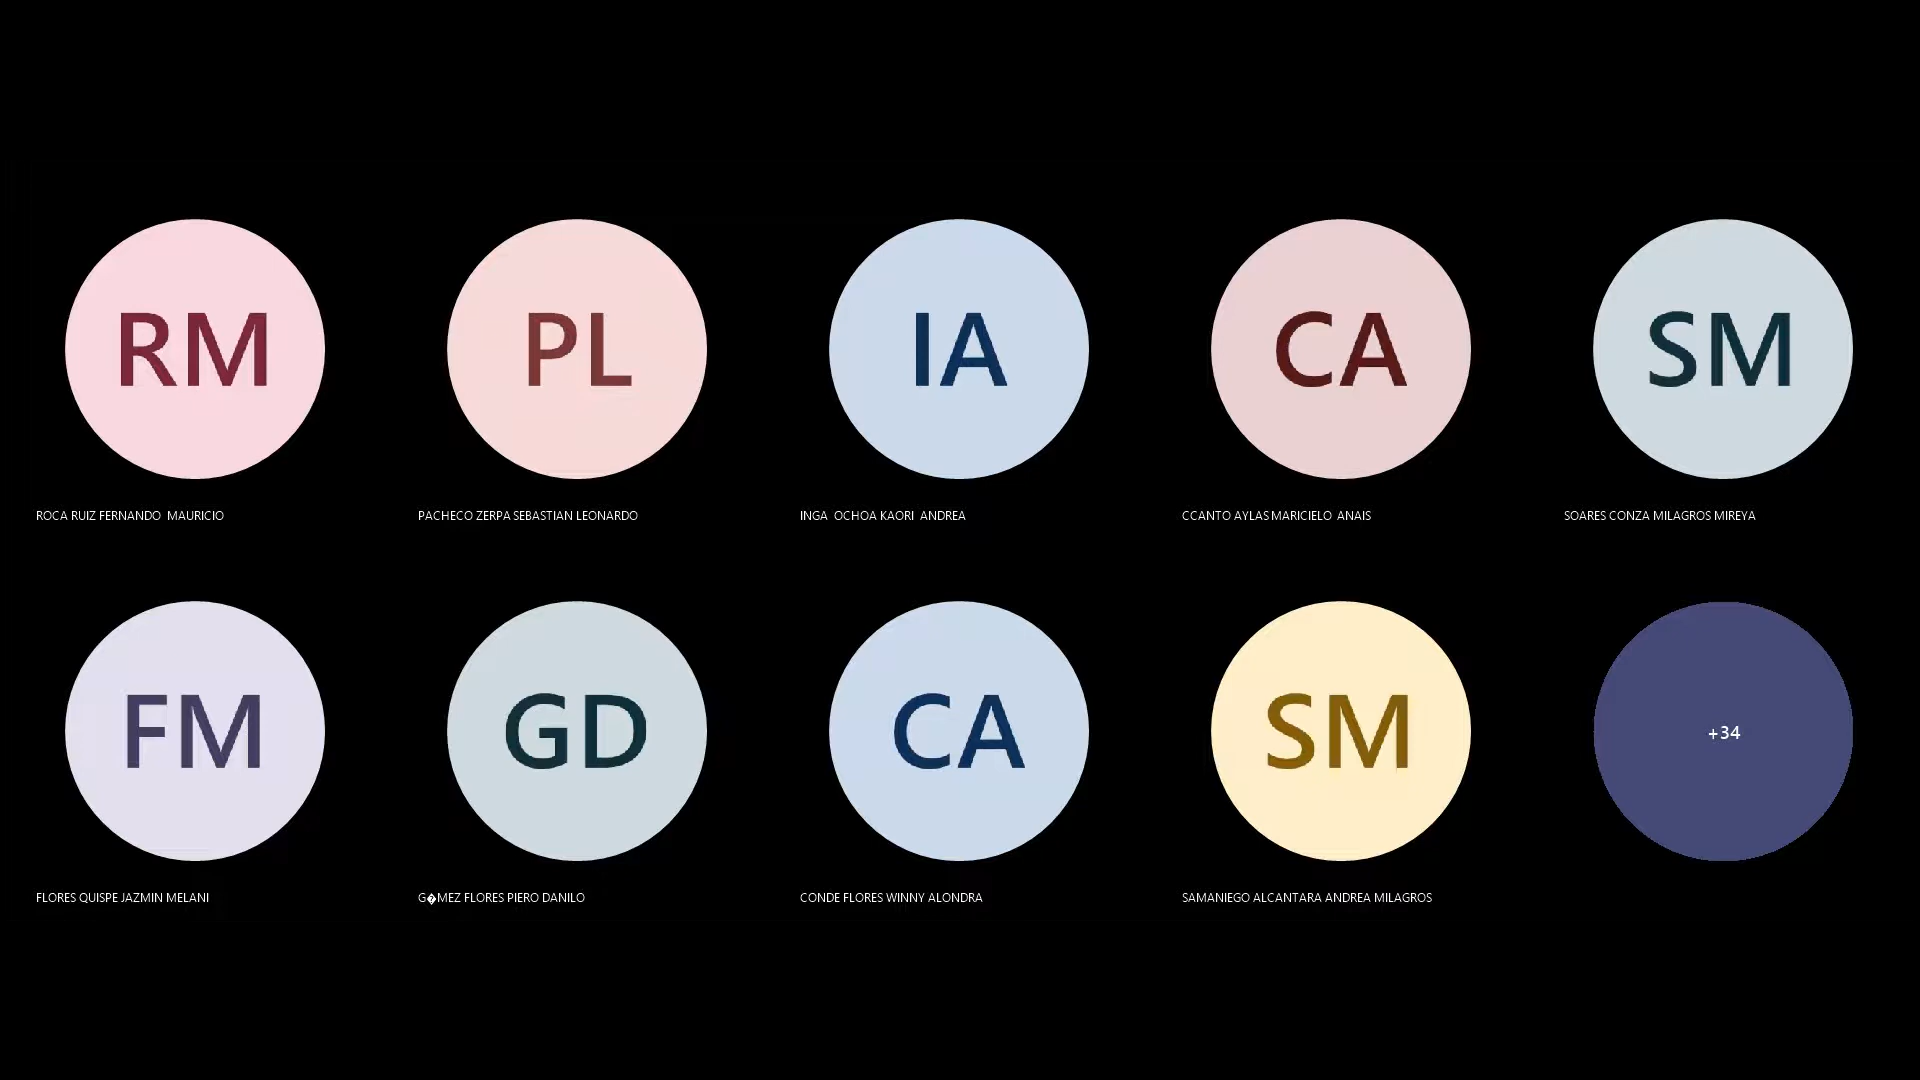 RM
PL
IA
CA
SM
ROCA RUIZ FERNANDO  MAURICIO
PACHECO ZERPA SEBASTIAN LEONARDO
INGA  OCHOA KAORI  ANDREA
CCANTO AYLAS MARICIELO  ANAIS
SOARES CONZA MILAGROS MIREYA
FM
GD
CA
SM
+34
FLORES QUISPE JAZMIN MELANI
G�MEZ FLORES PIERO DANILO
CONDE FLORES WINNY ALONDRA
SAMANIEGO ALCANTARA ANDREA MILAGROS